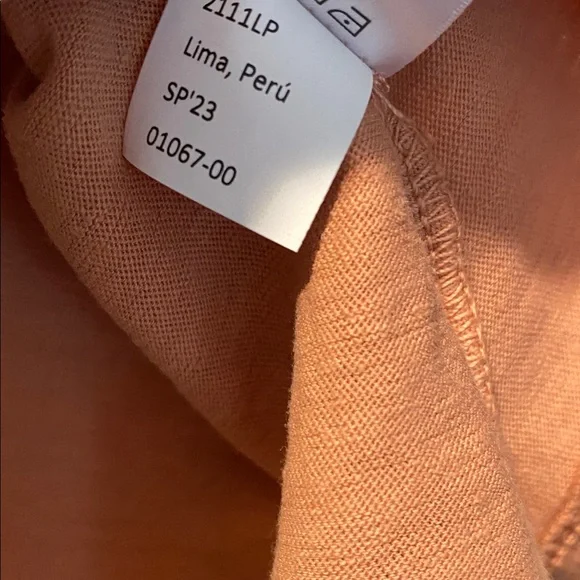 2111LP
Lima, Perú
SP'23
01067-00